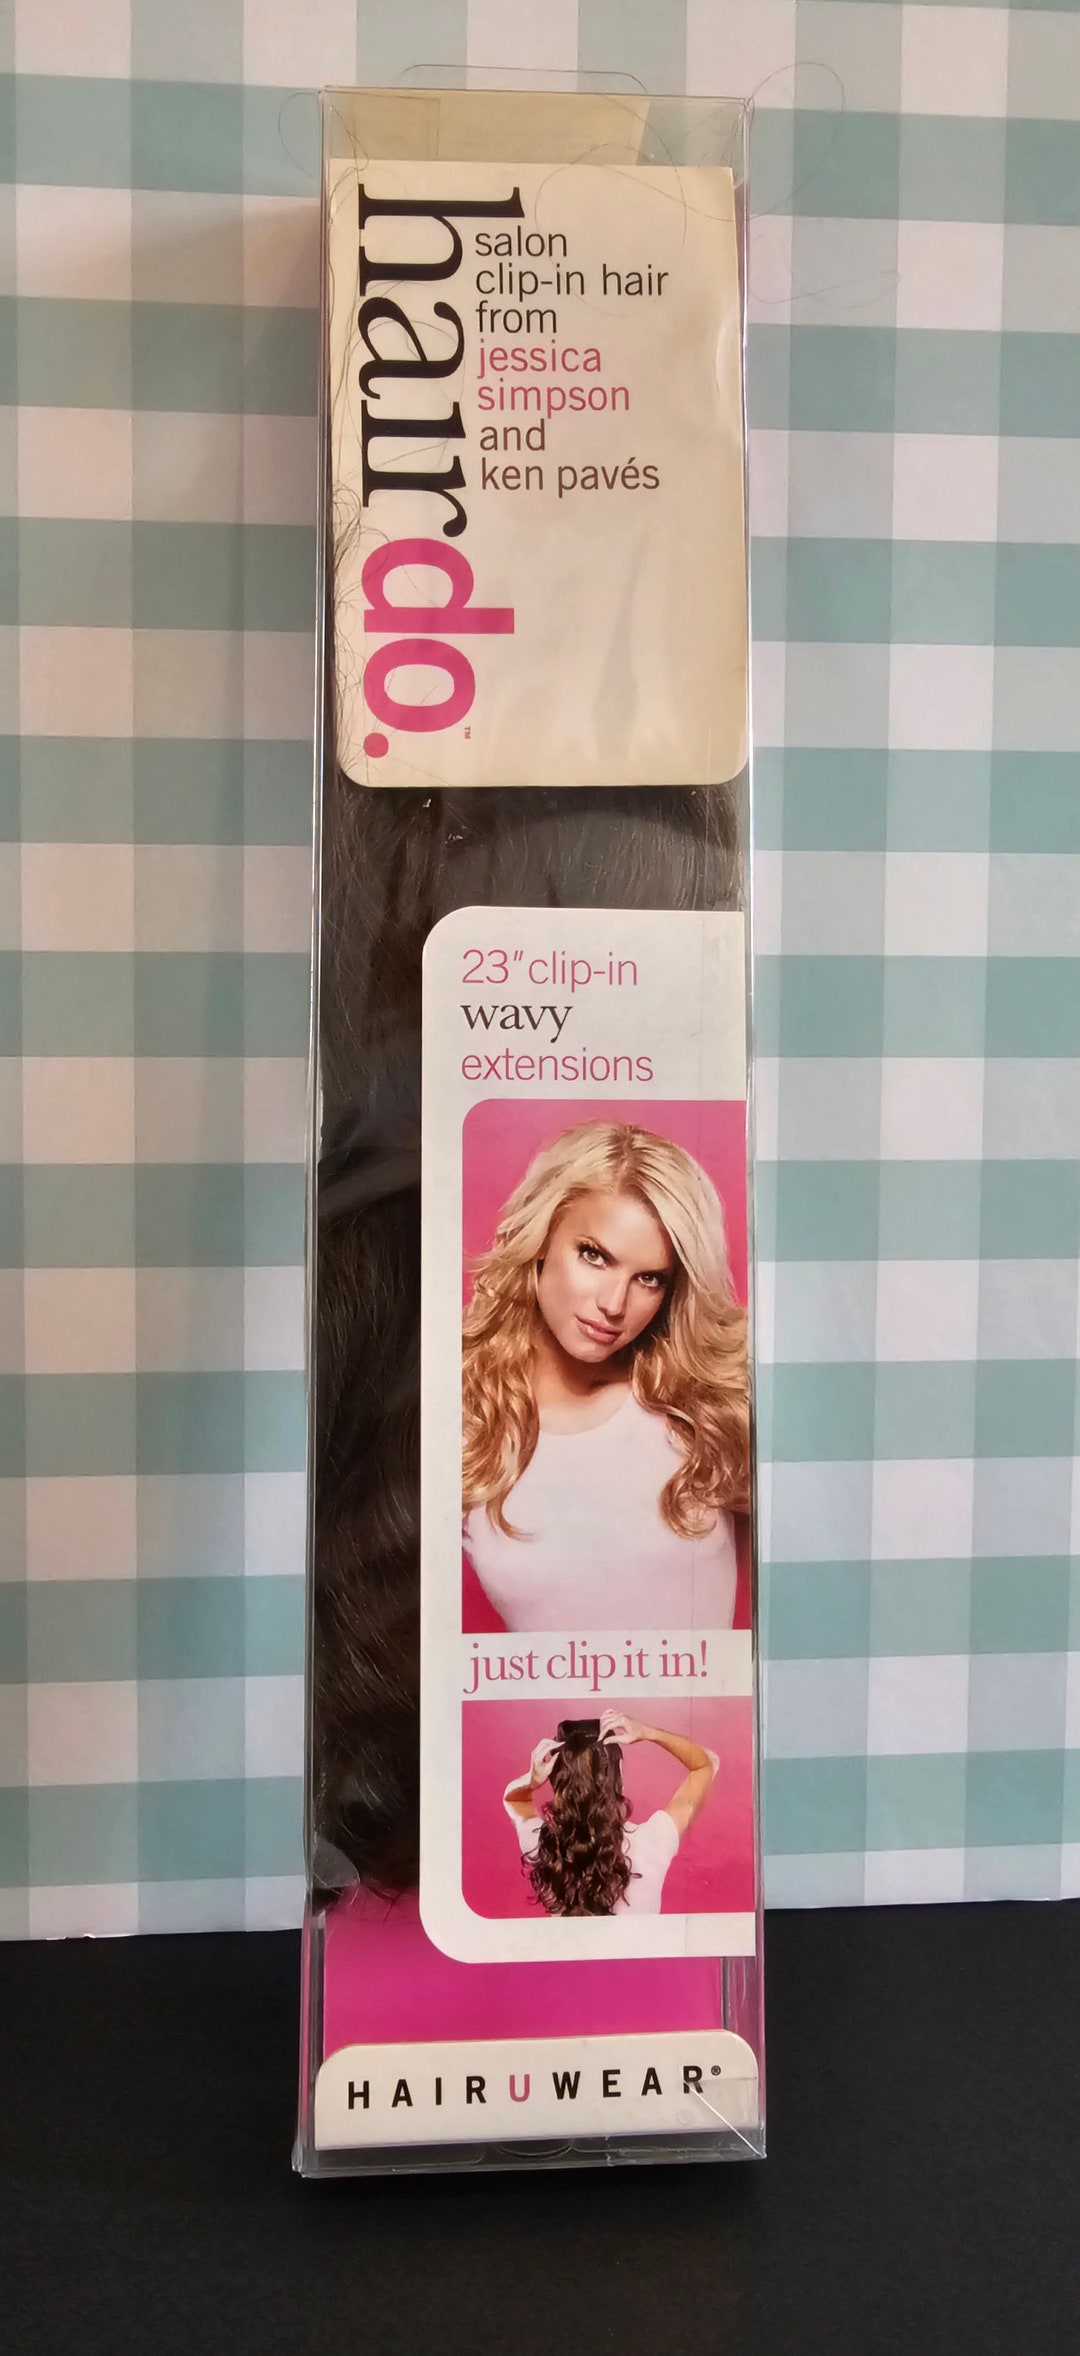 hairdo.™
salon
clip-in hair
from
jessica
simpson
and
ken pavés
23" clip-in
wavy
extensions
just clip it in!
HAIRUWEAR®